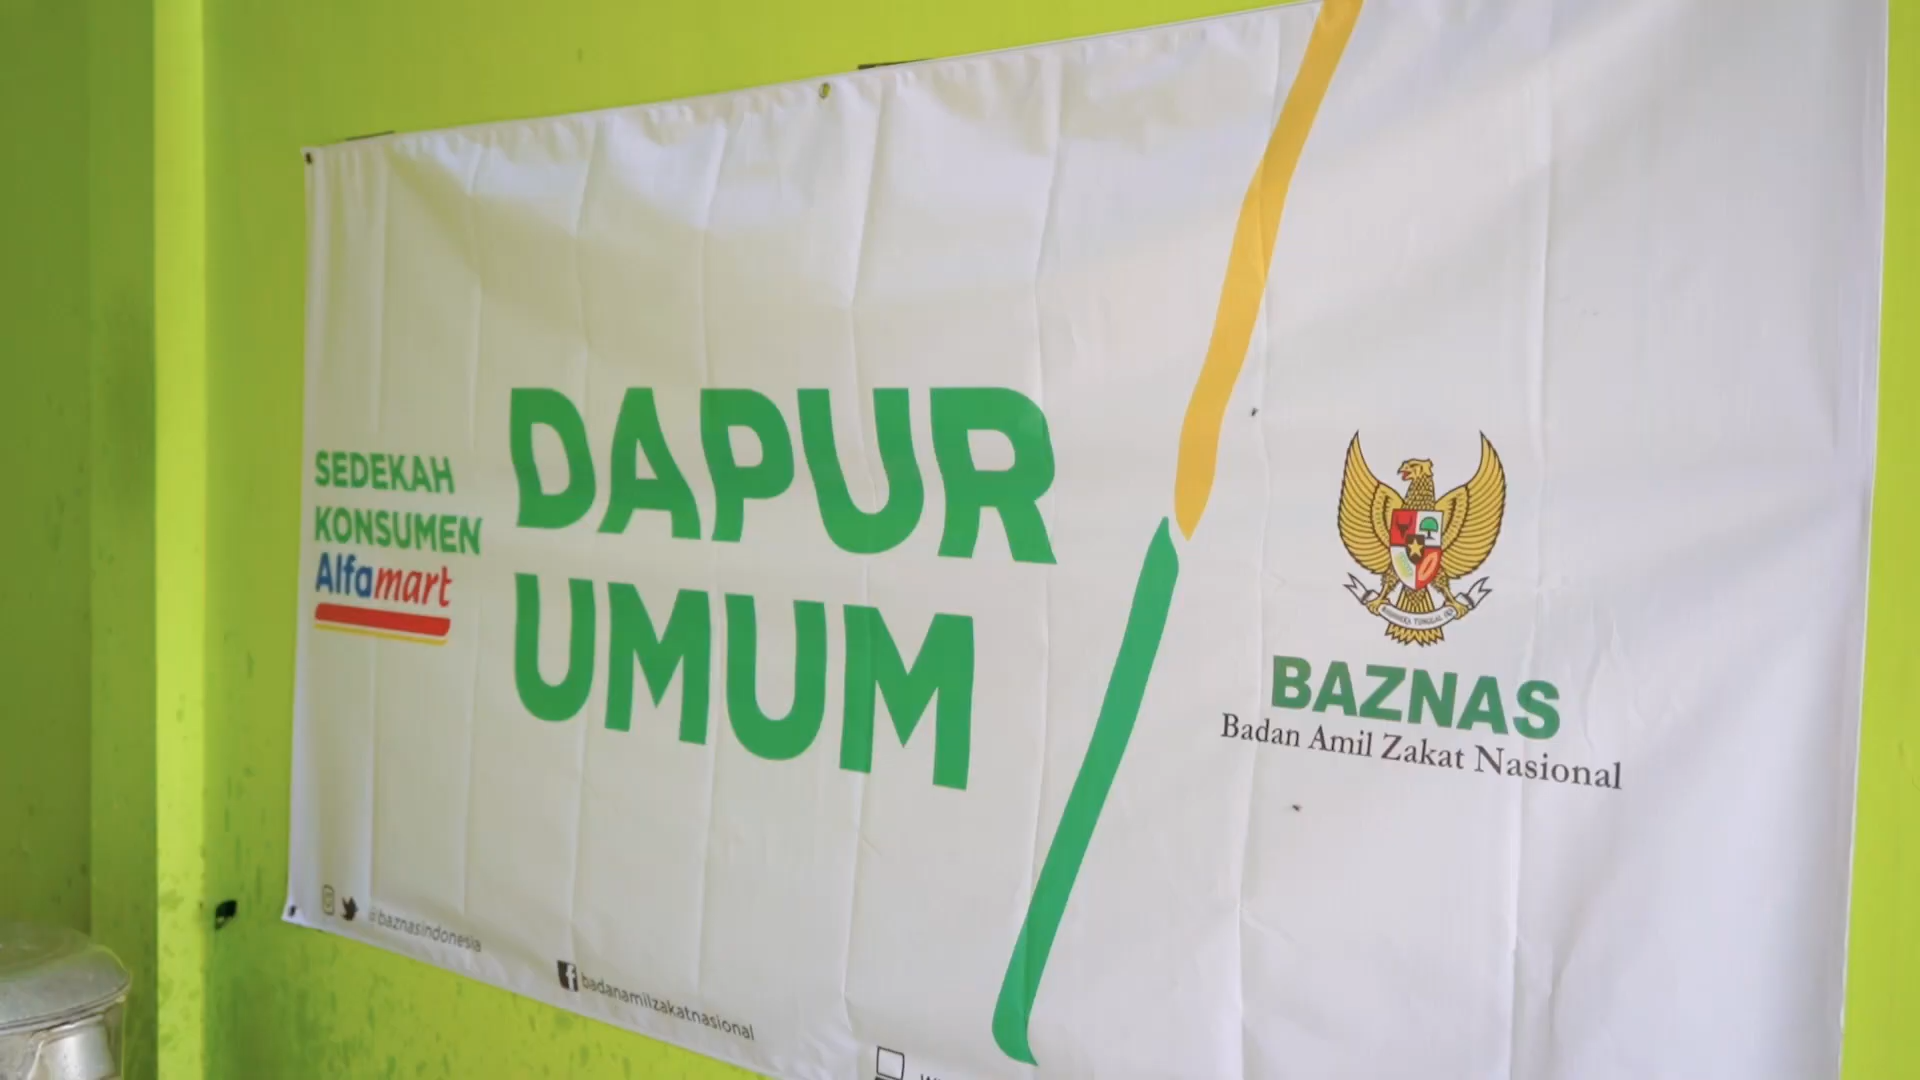 SEDEKAH
KONSUMEN
Alfamart
DAPUR
UMUM
BAZNAS
Badan Amil Zakat Nasional
@baznasindonesia
badanamilzakatnasional